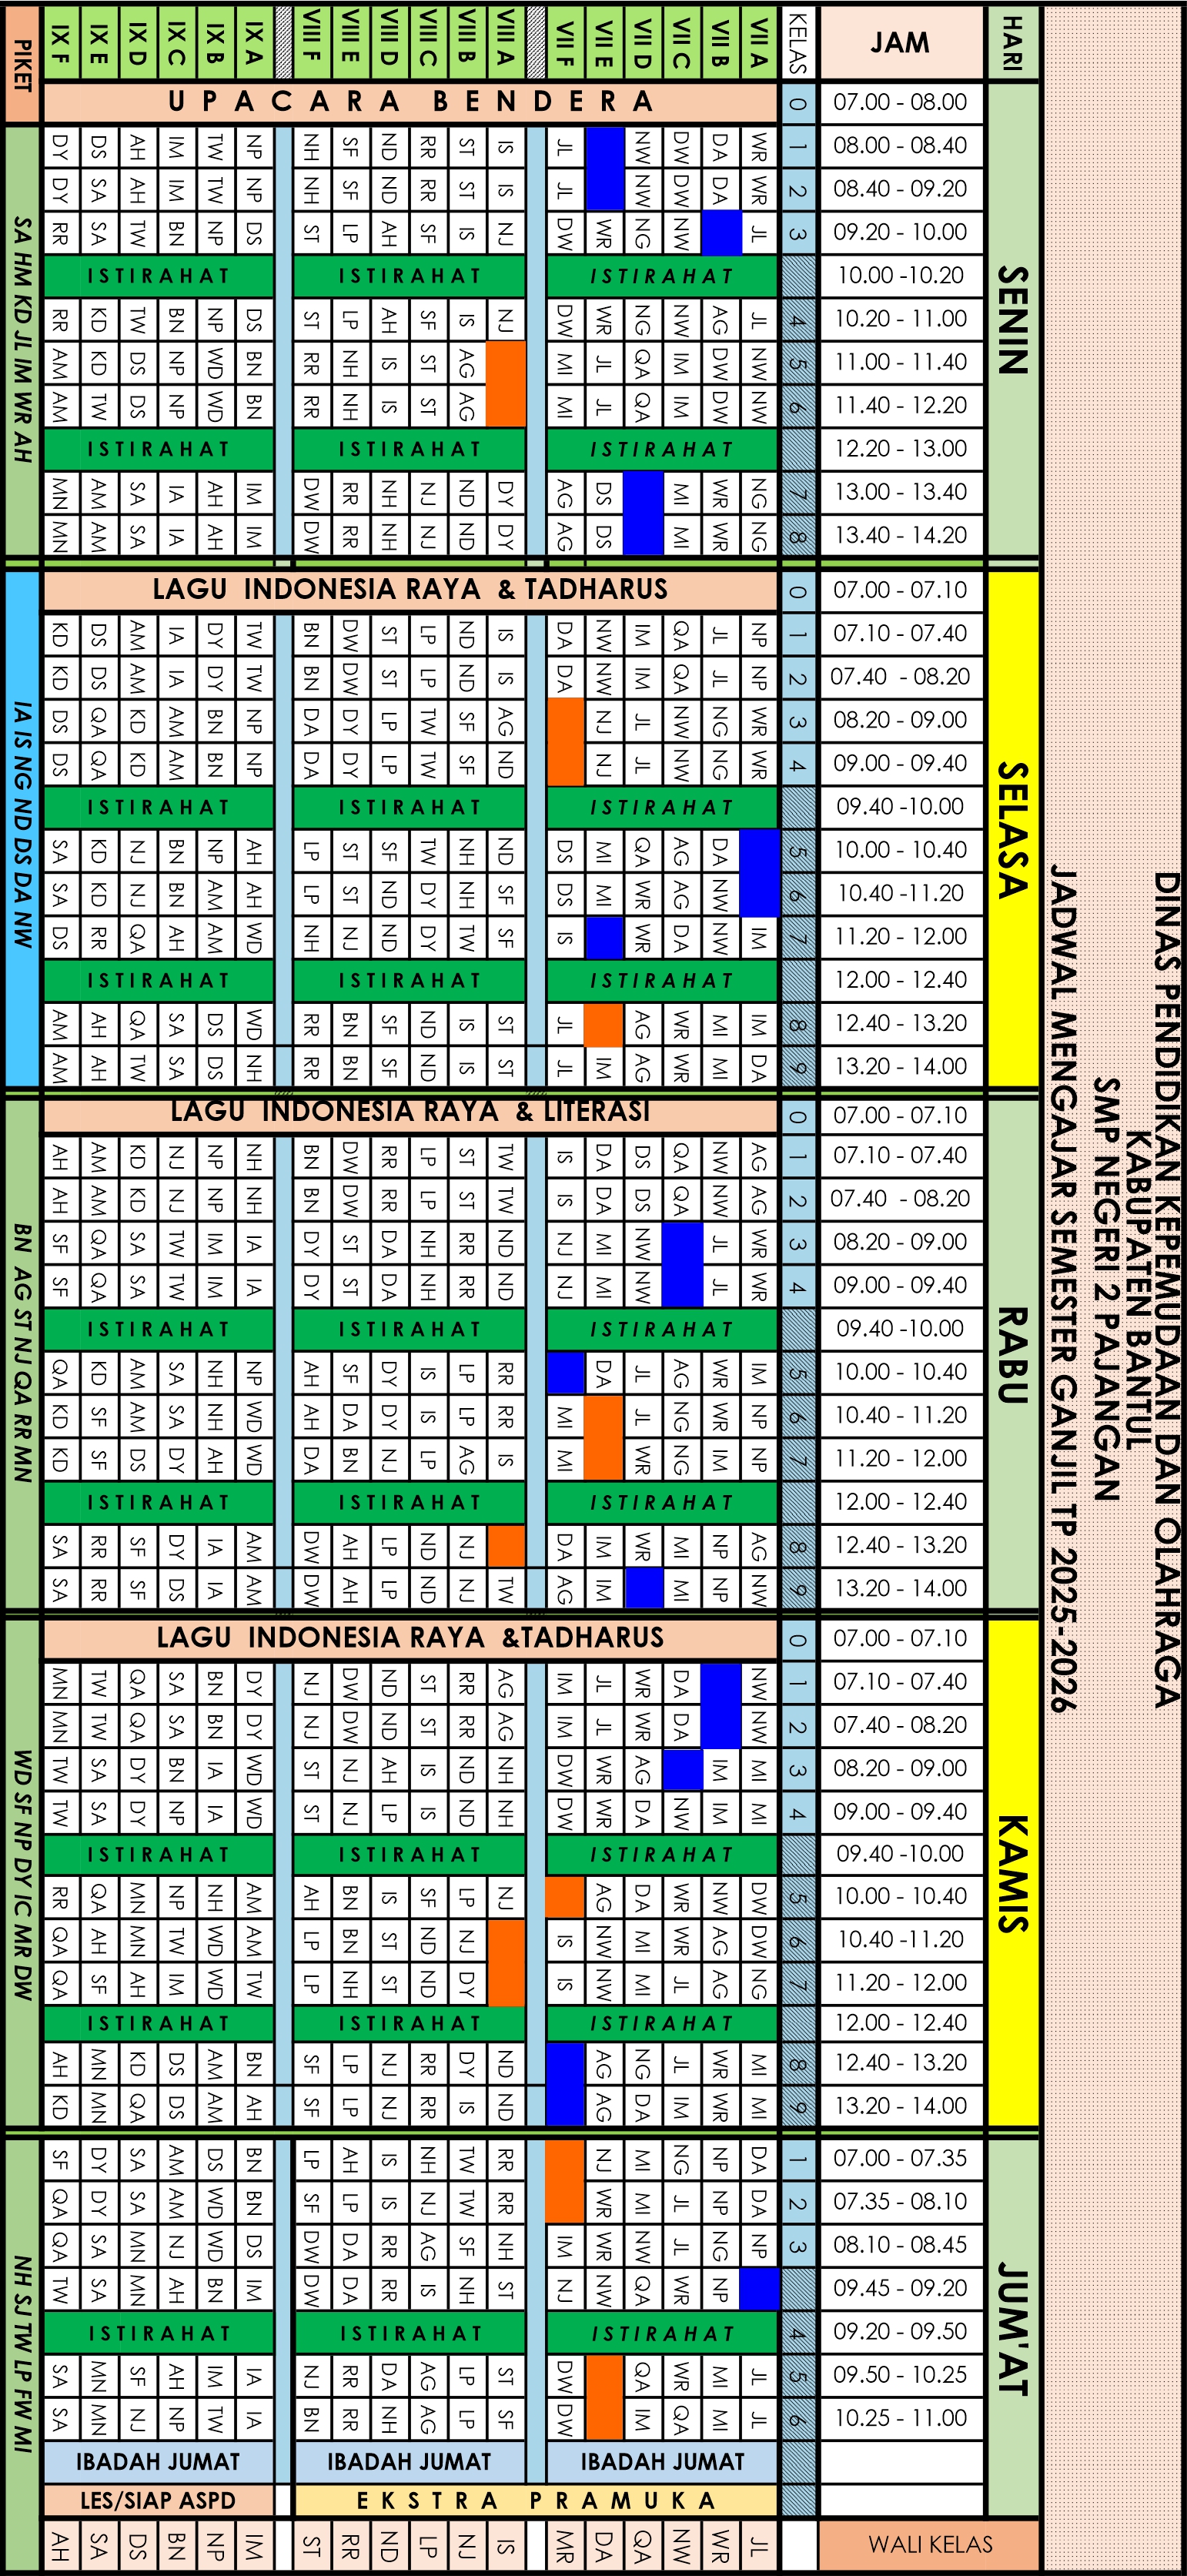 DINAS PENDIDIKAN KEPEMUDAAN DAN OLAHRAGA
KABUPATEN BANTUL
SMP NEGERI 2 PAJANGAN
JADWAL MENGAJAR SEMESTER GANJIL TP 2025-2026
HARI SENIN SELASA RABU KAMIS JUM'AT
JAM 07.00 - 08.00 08.00 - 08.40 08.40 - 09.20 09.20 - 10.00 10.00 -10.20 10.20 - 11.00 11.00 - 11.40 11.40 - 12.20 12.20 - 13.00 13.00 - 13.40 13.40 - 14.20 07.00 - 07.10 07.10 - 07.40 07.40 - 08.20 08.20 - 09.00 09.00 - 09.40 09.40 -10.00 10.00 - 10.40 10.40 -11.20 11.20 - 12.00 12.00 - 12.40 12.40 - 13.20 13.20 - 14.00 07.00 - 07.10 07.10 - 07.40 07.40 - 08.20 08.20 - 09.00 09.00 - 09.40 09.40 -10.00 10.00 - 10.40 10.40 - 11.20 11.20 - 12.00 12.00 - 12.40 12.40 - 13.20 13.20 - 14.00 07.00 - 07.10 07.10 - 07.40 07.40 - 08.20 08.20 - 09.00 09.00 - 09.40 09.40 -10.00 10.00 - 10.40 10.40 -11.20 11.20 - 12.00 12.00 - 12.40 12.40 - 13.20 13.20 - 14.00 07.00 - 07.35 07.35 - 08.10 08.10 - 08.45 09.45 - 09.20 09.20 - 09.50 09.50 - 10.25 10.25 - 11.00 WALI KELAS
KELAS 0 1 2 3 4 5 6 7 8 0 1 2 3 4 5 6 7 8 9 0 1 2 3 4 5 6 7 8 9 0 1 2 3 4 5 6 7 8 9 1 2 3 4 5 6
UPACARA BENDERA
LAGU INDONESIA RAYA & TADHARUS
LAGU INDONESIA RAYA & LITERASI
LAGU INDONESIA RAYA &TADHARUS
VII A WR WR JL JL NW NW NG NG NP NP WR WR IM IM DA AG AG WR WR IM NP NP AG NW NW NW MI MI DW DW NG MI MI DA DA NP JL JL JL
VII B DA DA AG DW DW WR WR JL JL NG NG DA NW NW MI MI NW NW JL JL WR WR IM NP NP IM IM NW AG AG WR WR NP NP NG NP MI MI WR
VII C DW DW NW NW IM IM MI MI QA QA NW NW AG AG DA WR WR QA QA AG NG NG MI MI DA DA NW WR WR JL JL IM NG JL JL WR WR QA NW
ISTIRAHAT ISTIRAHAT ISTIRAHAT ISTIRAHAT ISTIRAHAT ISTIRAHAT ISTIRAHAT ISTIRAHAT ISTIRAHAT IBADAH JUMAT
VII D NW NW NG NG QA QA IM IM JL JL QA WR WR AG AG DS DS NW NW JL JL WR WR WR WR AG DA DA MI MI NG DA MI MI NW QA QA IM QA
VII E WR WR JL JL DS DS NW NW NJ NJ MI MI IM DA DA MI MI DA IM IM JL JL WR WR AG NW NW AG AG NJ WR WR NW DA
VII F JL JL DW DW MI MI AG AG DA DA DS DS IS JL JL IS IS NJ NJ MI MI DA AG IM IM DW DW IS IS IM NJ DW DW MR
EKSTRA PRAMUKA
VIII A IS IS NJ NJ DY DY IS IS AG ND ND SF SF ST ST TW TW ND ND RR RR IS TW AG AG NH NH NJ ND ND RR RR NH ST ST SF IS
VIII B ST ST IS IS AG AG ND ND ND ND SF SF NH NH TW IS IS ST ST RR RR LP LP AG NJ NJ RR RR ND ND LP NJ DY DY IS TW TW SF NH LP LP NJ
VIII C RR RR SF SF ST ST NJ NJ LP LP TW TW TW DY DY ND ND LP LP NH NH IS IS LP ND ND ST ST IS IS SF ND ND RR RR NH NJ AG IS AG AG LP
ISTIRAHAT ISTIRAHAT ISTIRAHAT ISTIRAHAT ISTIRAHAT ISTIRAHAT ISTIRAHAT ISTIRAHAT ISTIRAHAT IBADAH JUMAT
VIII D ND ND AH AH IS IS NH NH ST ST LP LP SF ND ND SF SF RR RR DA DA DY DY NJ LP LP ND ND AH LP IS ST ST NJ NJ IS IS RR RR DA NH ND
VIII E SF SF LP LP NH NH RR RR DW DW DY DY ST ST NJ BN BN DW DW ST ST SF DA BN AH AH DW DW NJ NJ BN BN NH LP LP AH LP DA DA RR RR RR
VIII F NH NH ST ST RR RR DW DW BN BN DA DA LP LP NH RR RR BN BN DY DY AH AH DA DW DW NJ NJ ST ST AH LP LP SF SF LP SF DW DW NJ BN ST
IX A NP NP DS DS BN BN IM IM TW TW NP NP AH AH WD WD NH NH NH IA IA NP WD WD AM AM DY DY WD WD AM AM TW BN AH BN BN DS IM IA IA IM
IX B TW TW NP NP WD WD AH AH DY DY BN BN NP AM AM DS DS NP NP IM IM NH NH AH IA IA BN BN IA IA NH WD WD AM AM DS WD WD BN IM TW NP
IX C IM IM BN BN NP NP IA IA IA IA AM AM BN BN AH SA SA NJ NJ TW TW SA SA DY DY DS SA SA BN NP NP TW IM DS DS AM AM NJ AH AH NP BN
ISTIRAHAT ISTIRAHAT ISTIRAHAT ISTIRAHAT ISTIRAHAT ISTIRAHAT ISTIRAHAT ISTIRAHAT ISTIRAHAT IBADAH JUMAT LES/SIAP ASPD
IX D AH AH TW TW DS DS SA SA AM AM KD KD NJ NJ QA QA TW KD KD SA SA AM AM DS SF SF QA QA DY DY MN MN AH KD QA SA SA MN MN SF NJ DS
IX E DS SA SA KD KD TW AM AM DS DS QA QA KD KD RR AH AH AM AM QA QA KD SF SF RR RR TW TW SA SA QA AH SF MN MN DY DY SA SA MN MN SA
IX F DY DY RR RR AM AM MN MN KD KD DS DS SA SA DS AM AM AH AH SF SF QA KD KD SA SA MN MN TW TW RR QA QA AH KD SF QA QA TW SA SA AH
PIKET SA HM KD JL IM WR AH IA IS NG ND DS DA NW BN AG ST NJ QA RR MN WD SF NP DY IC MR DW NH SJ TW LP FW MI